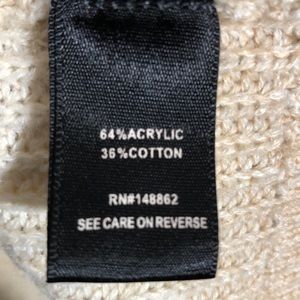 64%ACRYLIC
36%COTTON
RN#148862
SEE CARE ON REVERSE